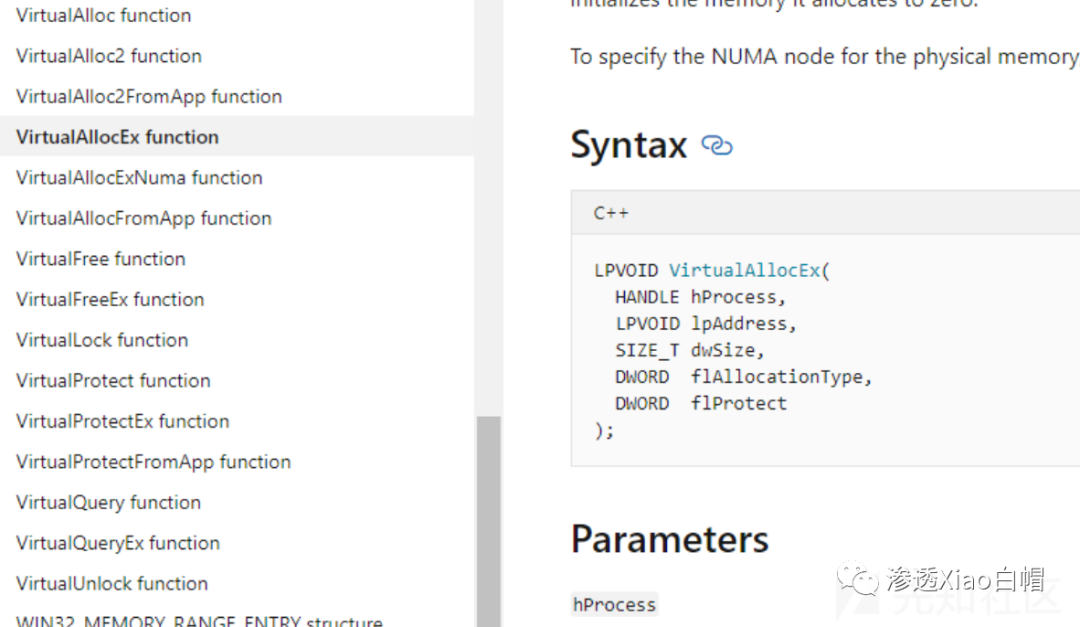 VirtualAlloc function
VirtualAlloc2 function
VirtualAlloc2FromApp function
VirtualAllocEx function
VirtualAllocExNuma function
VirtualAllocFromApp function
VirtualFree function
VirtualFreeEx function
VirtualLock function
VirtualProtect function
VirtualProtectEx function
VirtualProtectFromApp function
VirtualQuery function
VirtualQueryEx function
VirtualUnlock function
WIN32_MEMORY_RANGE_ENTRY structure
initializes the memory it allocates to zero.
To specify the NUMA node for the physical memory,
Syntax
C++
LPVOID VirtualAllocEx(
HANDLE hProcess,
LPVOID lpAddress,
SIZE_T dwSize,
DWORD flAllocationType,
DWORD flProtect
);
Parameters
hProcess
渗透Xiao白帽
先知社区